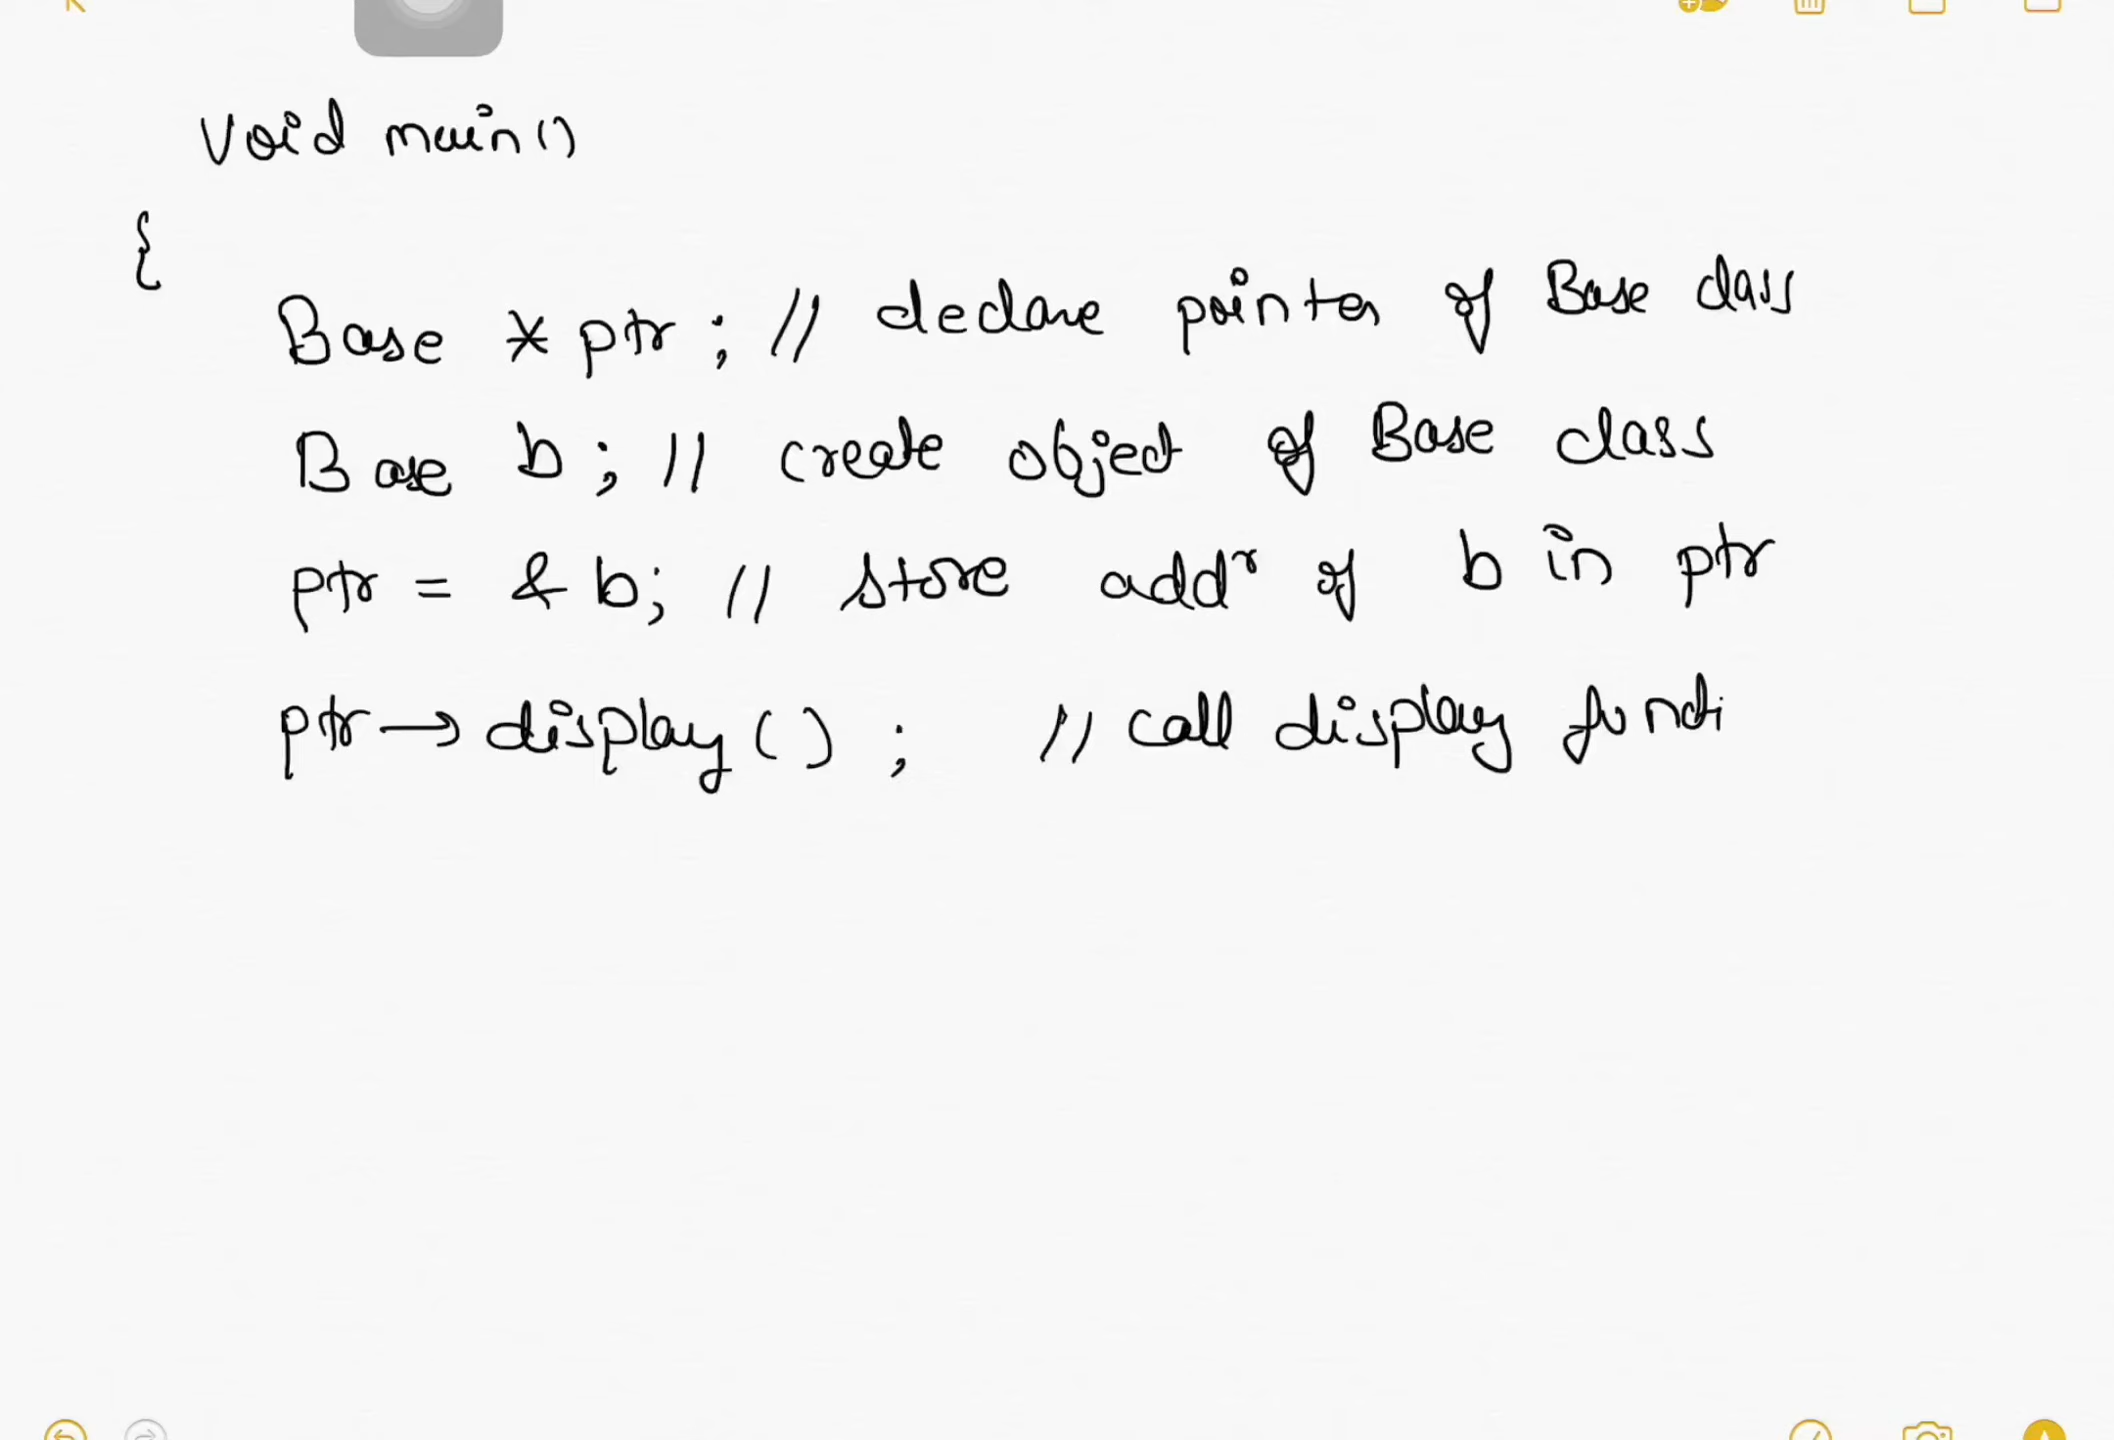 void main()
{
Base *ptr; // declare pointer of Base class
Base b; // create object of Base class
ptr = &b; // store addr of b in ptr
ptr→display(); // call display functi